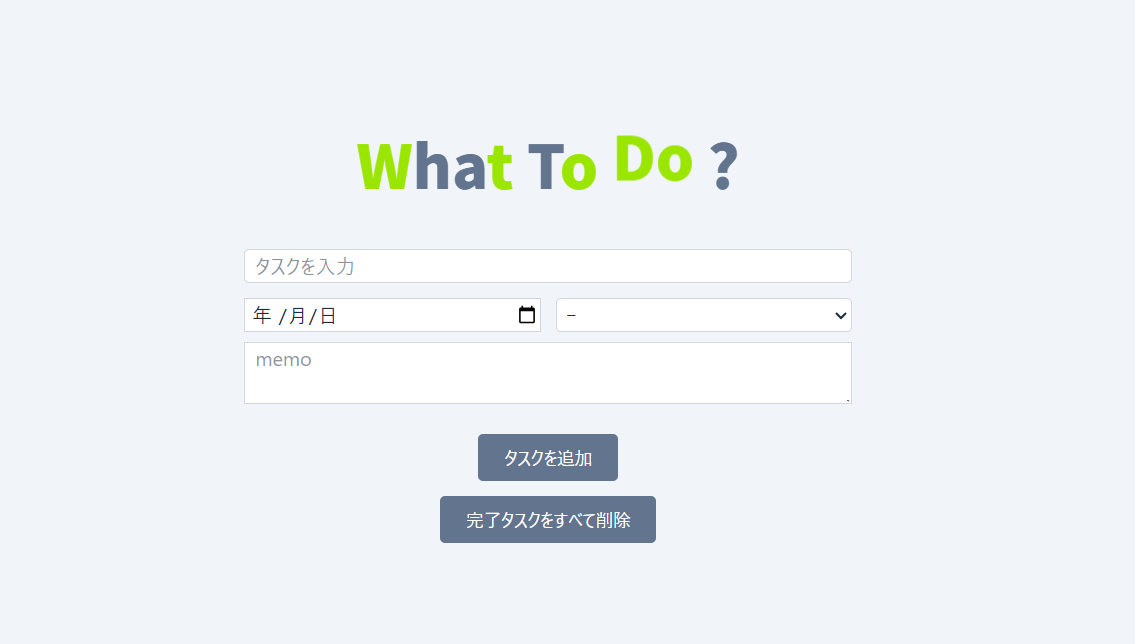 What To Do ?
タスクを入力
年 /月/日 –
memo
タスクを追加
完了タスクをすべて削除